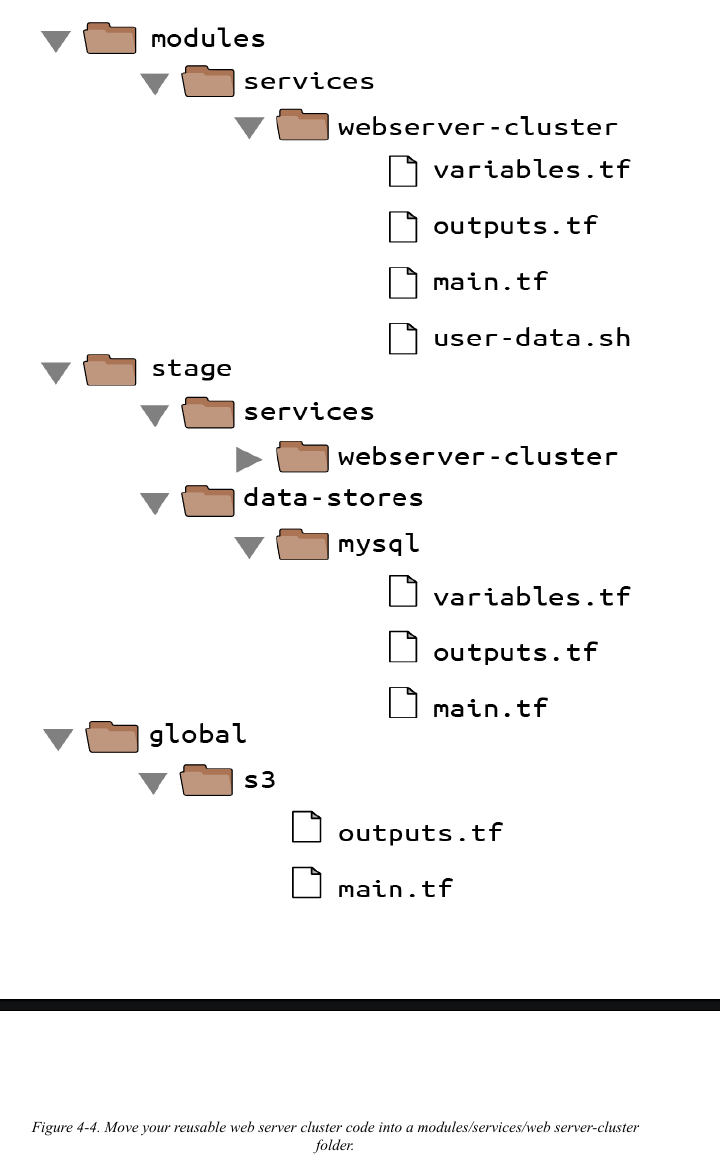 modules
services
webserver-cluster
variables.tf
outputs.tf
main.tf
user-data.sh
stage
services
webserver-cluster
data-stores
mysql
variables.tf
outputs.tf
main.tf
global
s3
outputs.tf
main.tf
Figure 4-4. Move your reusable web server cluster code into a modules/services/web server-cluster
folder.